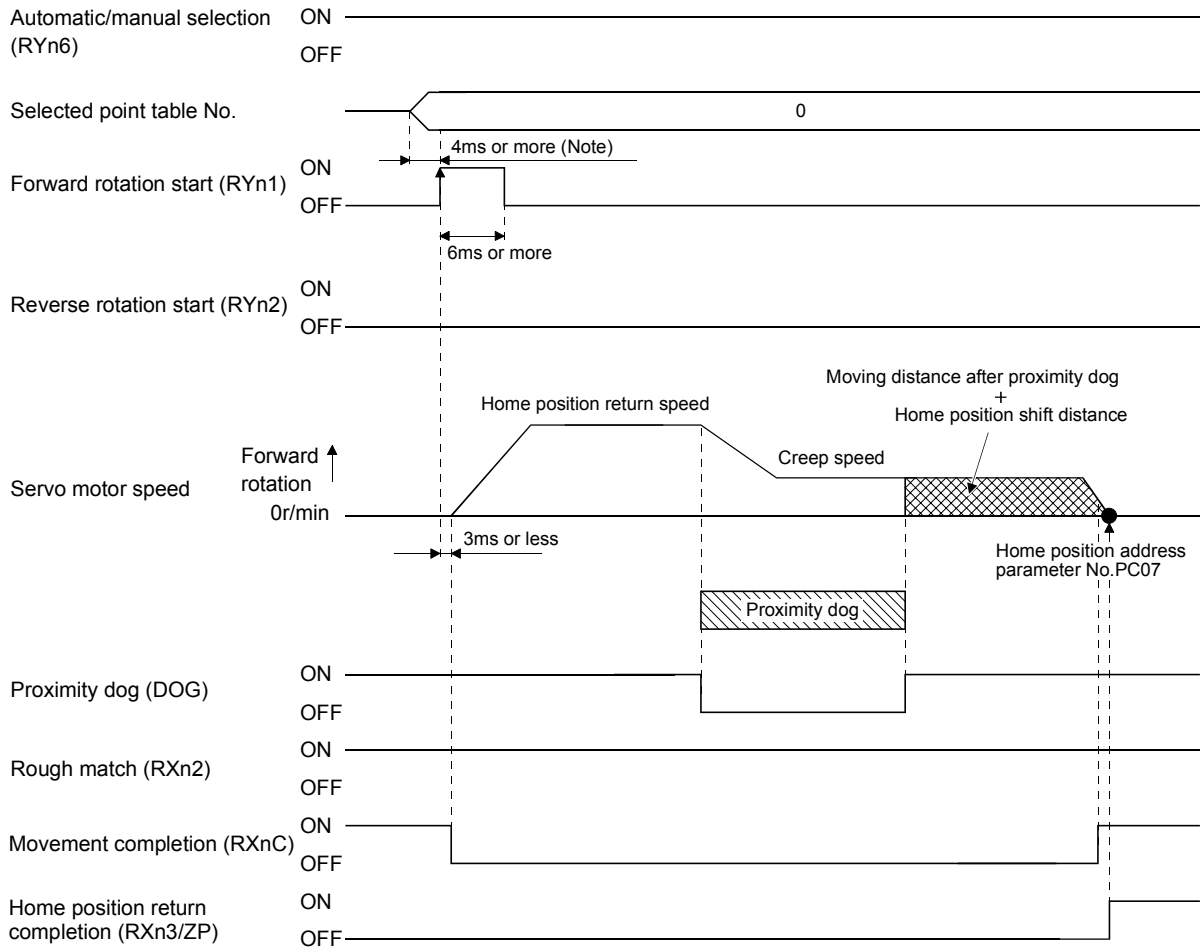 Automatic/manual selection
(RYn6)
ON
OFF
Selected point table No.
0
4ms or more (Note)
Forward rotation start (RYn1)
ON
OFF
6ms or more
Reverse rotation start (RYn2)
ON
OFF
Moving distance after proximity dog
+
Home position shift distance
Home position return speed
Creep speed
Servo motor speed
Forward
rotation
0r/min
3ms or less
Home position address
parameter No.PC07
Proximity dog
Proximity dog (DOG)
ON
OFF
Rough match (RXn2)
ON
OFF
Movement completion (RXnC)
ON
OFF
Home position return
completion (RXn3/ZP)
ON
OFF